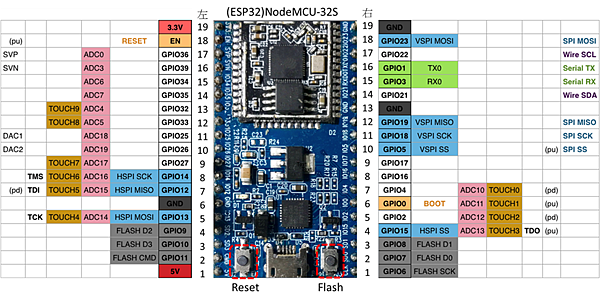 左 (ESP32)NodeMCU-32S 右
3.3V 19 19 GND
(pu) RESET EN 18 18 GPIO23 VSPI MOSI SPI MOSI
SVP ADC0 GPIO36 17 17 GPIO22 Wire SCL
SVN ADC3 GPIO39 16 16 GPIO1 TX0 Serial TX
ADC6 GPIO34 15 15 GPIO3 RX0 Serial RX
ADC7 GPIO35 14 14 GPIO21 Wire SDA
TOUCH9 ADC4 GPIO32 13 13 GND
TOUCH8 ADC5 GPIO33 12 12 GPIO19 VSPI MISO SPI MISO
DAC1 ADC18 GPIO25 11 11 GPIO18 VSPI SCK SPI SCK
DAC2 ADC19 GPIO26 10 10 GPIO5 VSPI SS (pu) SPI SS
TOUCH7 ADC17 GPIO27 9 9 GPIO17
TMS TOUCH6 ADC16 HSPI SCK GPIO14 8 8 GPIO16
(pd) TDI TOUCH5 ADC15 HSPI MISO GPIO12 7 7 GPIO4 ADC10 TOUCH0 (pd)
GND 6 6 GPIO0 BOOT ADC11 TOUCH1 (pu)
TCK TOUCH4 ADC14 HSPI MOSI GPIO13 5 5 GPIO2 ADC12 TOUCH2 (pd)
FLASH D2 GPIO9 4 4 GPIO15 HSPI SS ADC13 TOUCH3 TDO (pu)
FLASH D3 GPIO10 3 3 GPIO8 FLASH D1
FLASH CMD GPIO11 2 2 GPIO7 FLASH D0
5V 1 1 GPIO6 FLASH SCK
Reset Flash